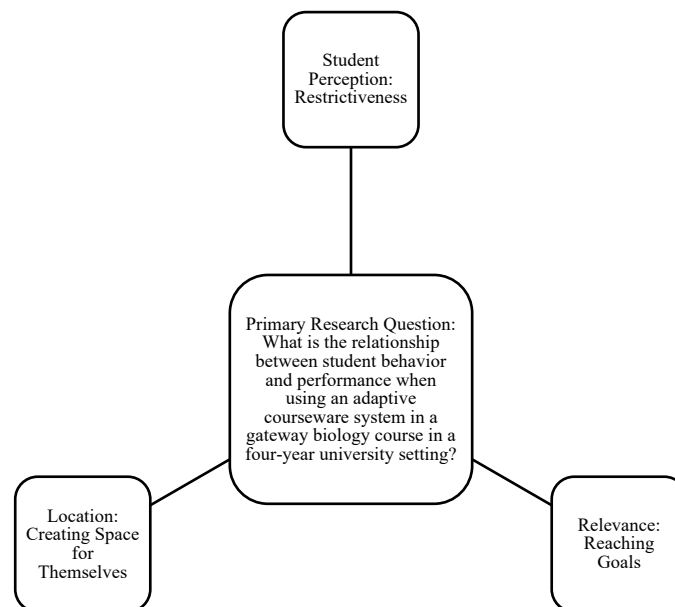 Student
Perception:
Restrictiveness
Primary Research Question:
What is the relationship
between student behavior
and performance when
using an adaptive
courseware system in a
gateway biology course in a
four-year university setting?
Location:
Creating Space
for
Themselves
Relevance:
Reaching
Goals